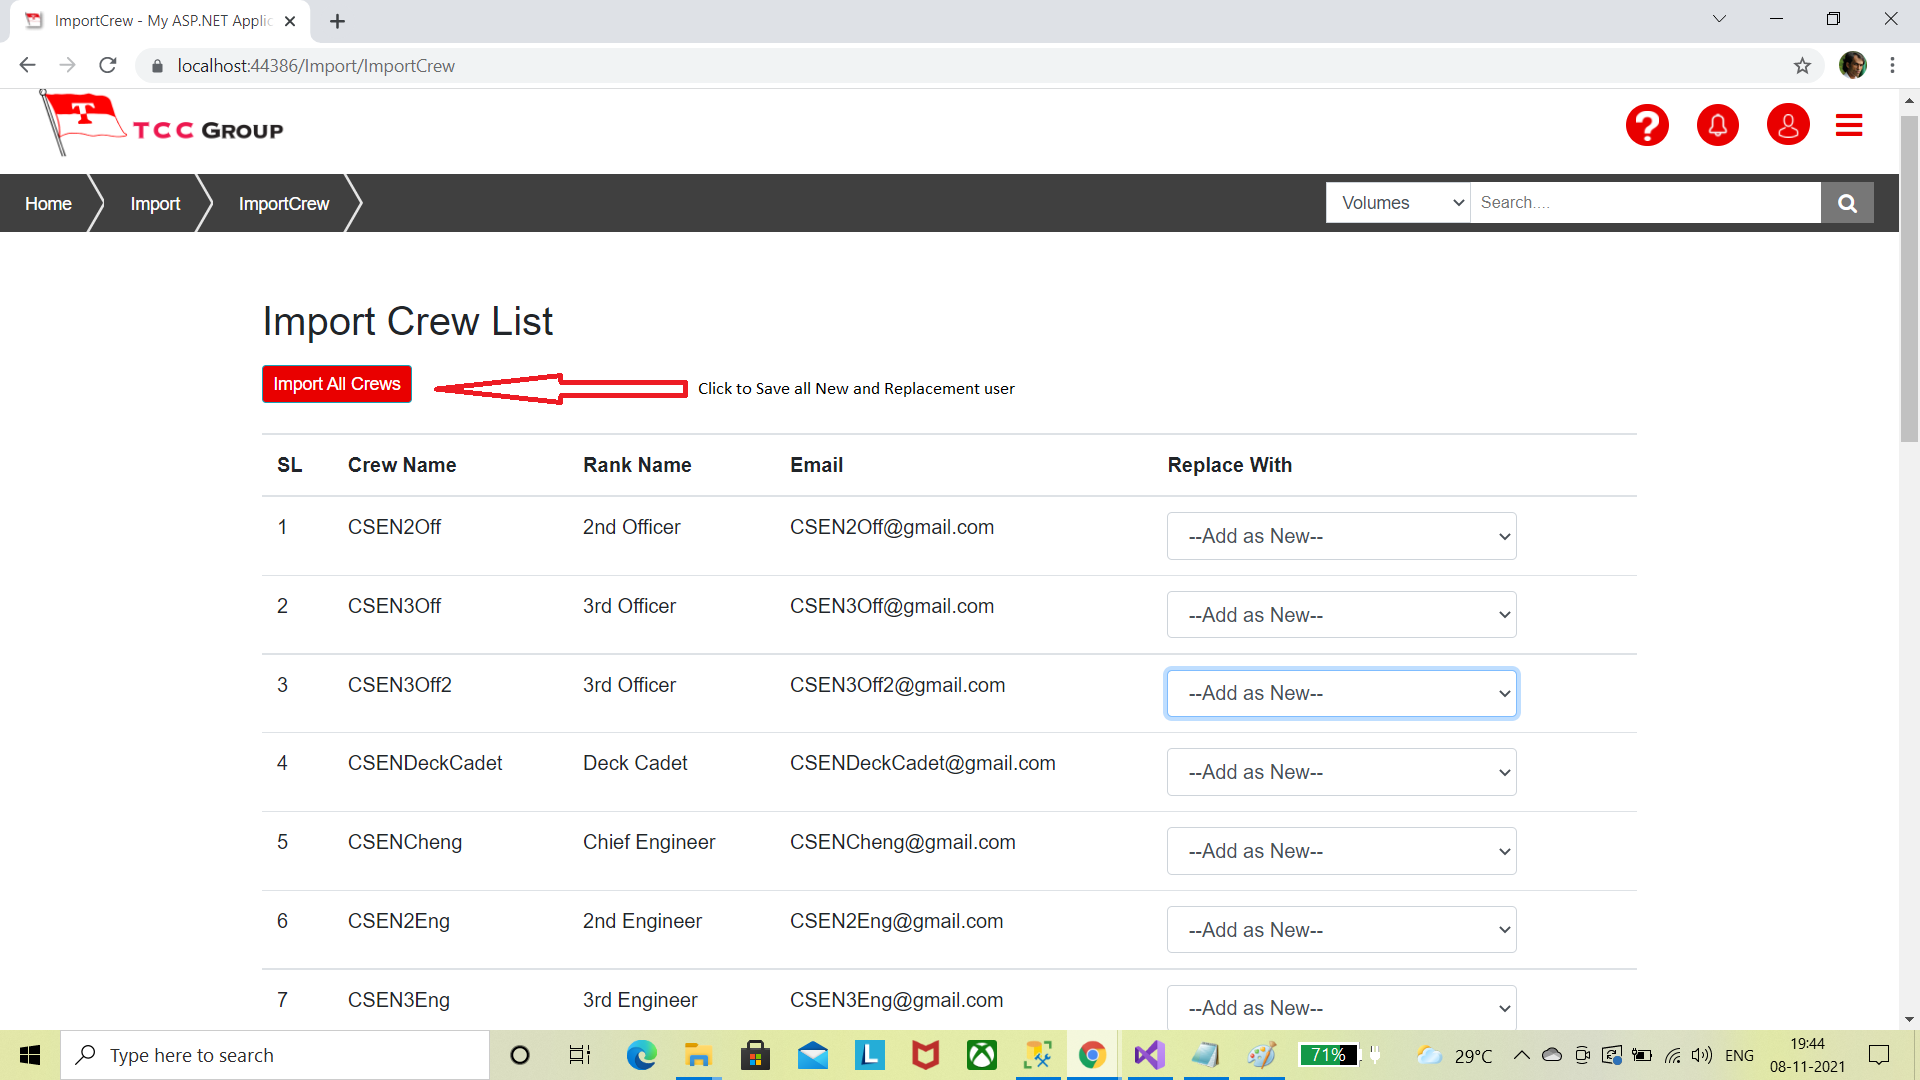 ImportCrew - My ASP.NET Applic
localhost:44386/Import/ImportCrew
T
TCC GROUP
?
Home Import ImportCrew Volumes Search....
Import Crew List
Import All Crews Click to Save all New and Replacement user
SL Crew Name Rank Name Email Replace With
1 CSEN2Off 2nd Officer CSEN2Off@gmail.com --Add as New--
2 CSEN3Off 3rd Officer CSEN3Off@gmail.com --Add as New--
3 CSEN3Off2 3rd Officer CSEN3Off2@gmail.com --Add as New--
4 CSENDeckCadet Deck Cadet CSENDeckCadet@gmail.com --Add as New--
5 CSENCheng Chief Engineer CSENCheng@gmail.com --Add as New--
6 CSEN2Eng 2nd Engineer CSEN2Eng@gmail.com --Add as New--
7 CSEN3Eng 3rd Engineer CSEN3Eng@gmail.com --Add as New--
Type here to search L 71% 29°C ENG 19:44
08-11-2021